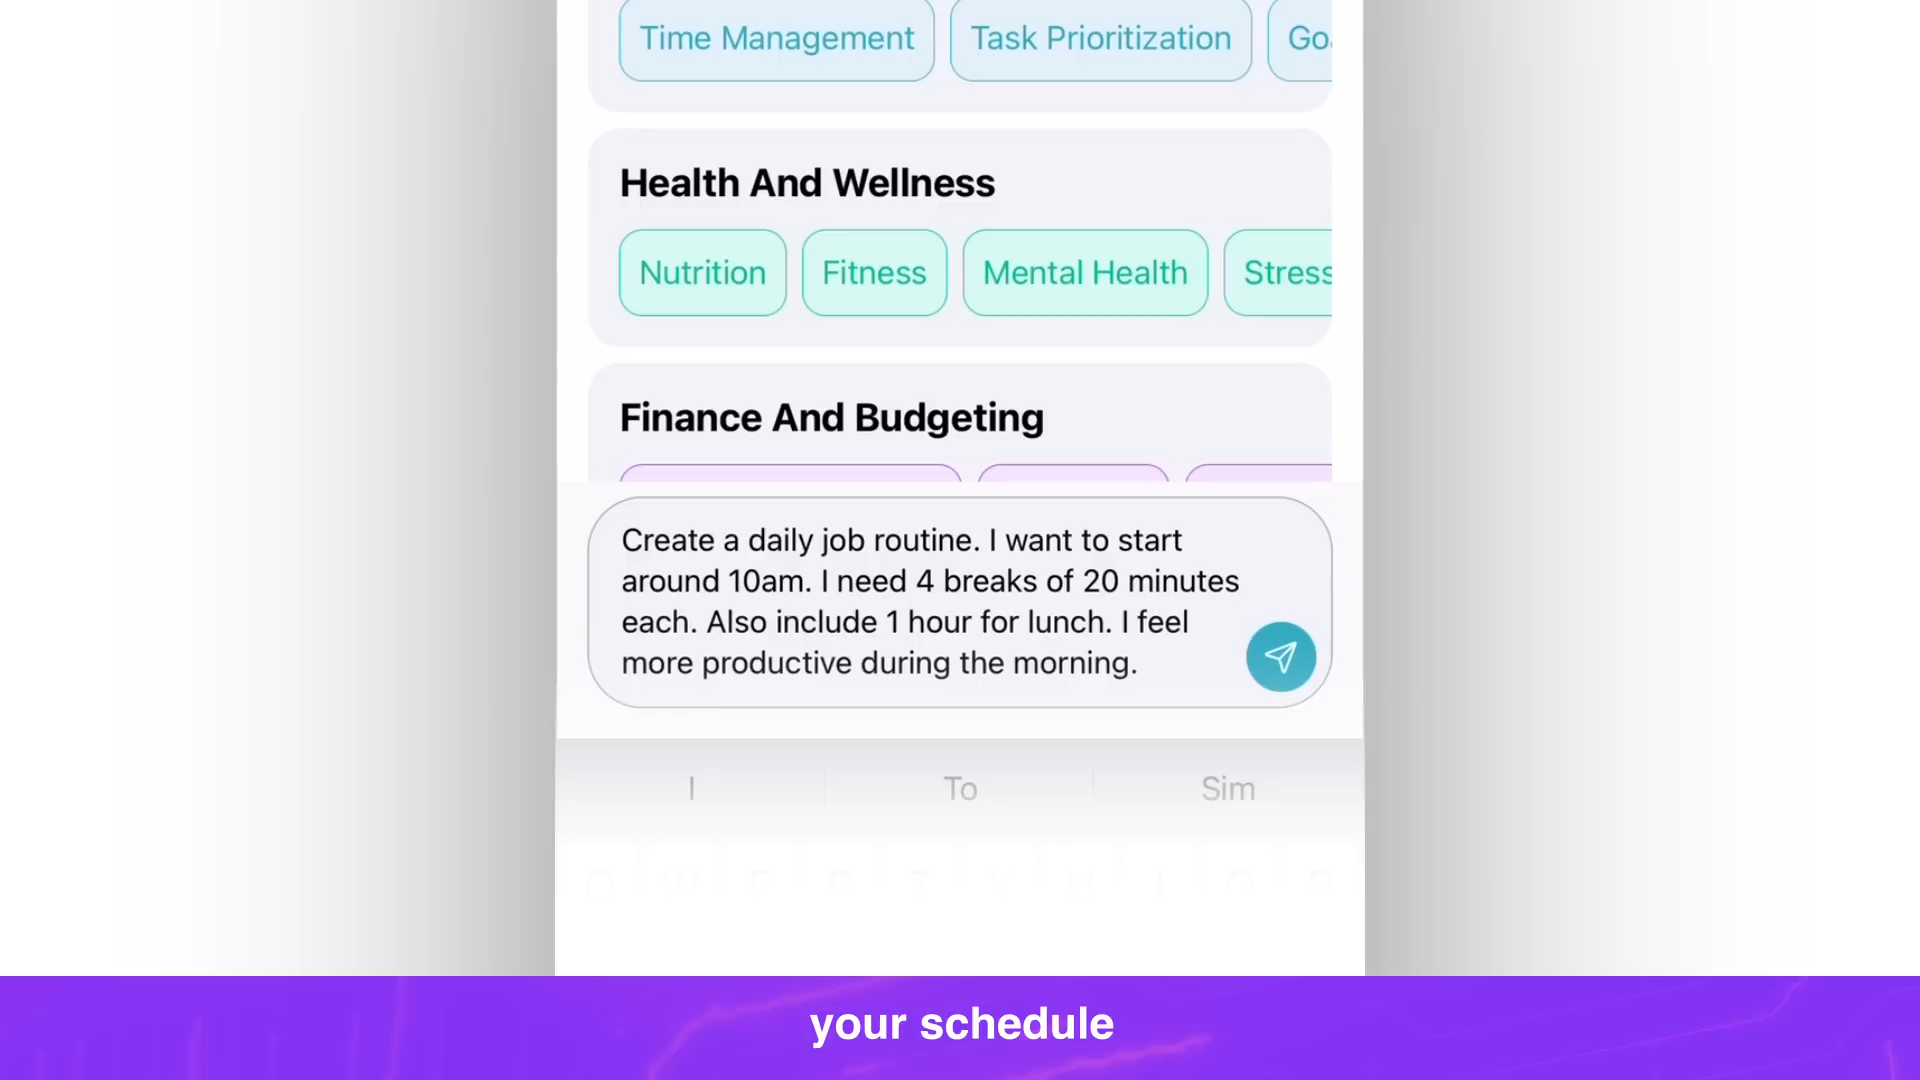 Time Management Task Prioritization
Health And Wellness
Nutrition Fitness Mental Health Stress
Finance And Budgeting
Create a daily job routine. I want to start
around 10am. I need 4 breaks of 20 minutes
each. Also include 1 hour for lunch. I feel
more productive during the morning.
I To Sim
Q W E R T Y U I O P
your schedule